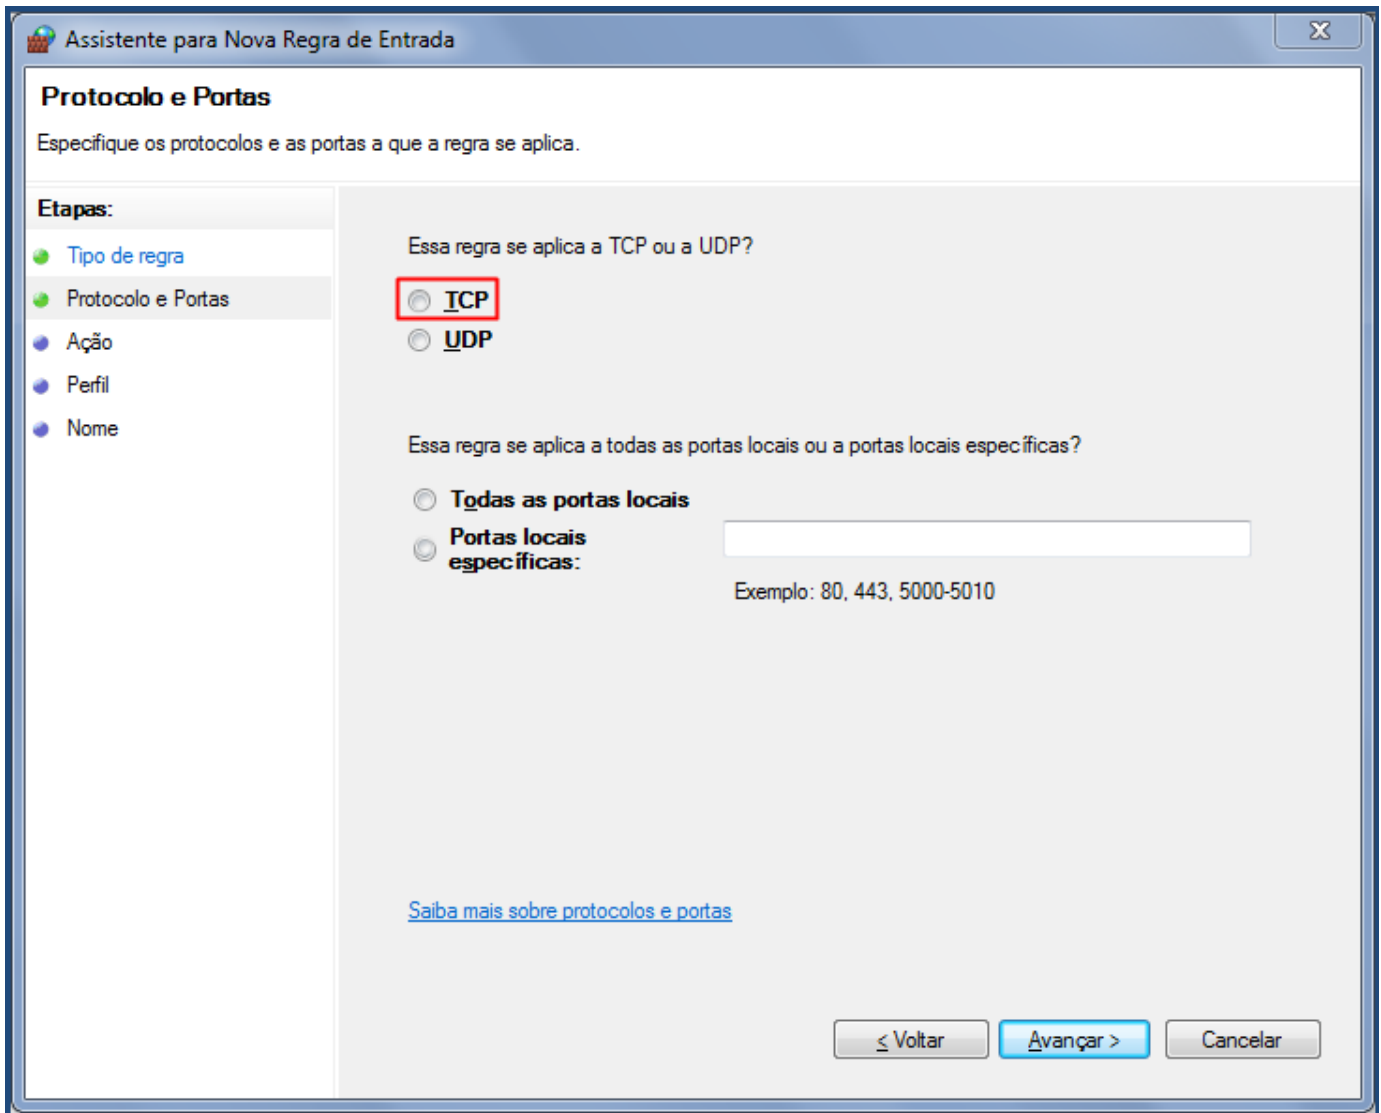 Assistente para Nova Regra de Entrada
Protocolo e Portas
Especifique os protocolos e as portas a que a regra se aplica.
Etapas:
Tipo de regra
Protocolo e Portas
Ação
Perfil
Nome
Essa regra se aplica a TCP ou a UDP?
TCP
UDP
Essa regra se aplica a todas as portas locais ou a portas locais específicas?
Todas as portas locais
Portas locais
específicas:
Exemplo: 80, 443, 5000-5010
Saiba mais sobre protocolos e portas
< Voltar
Avançar >
Cancelar